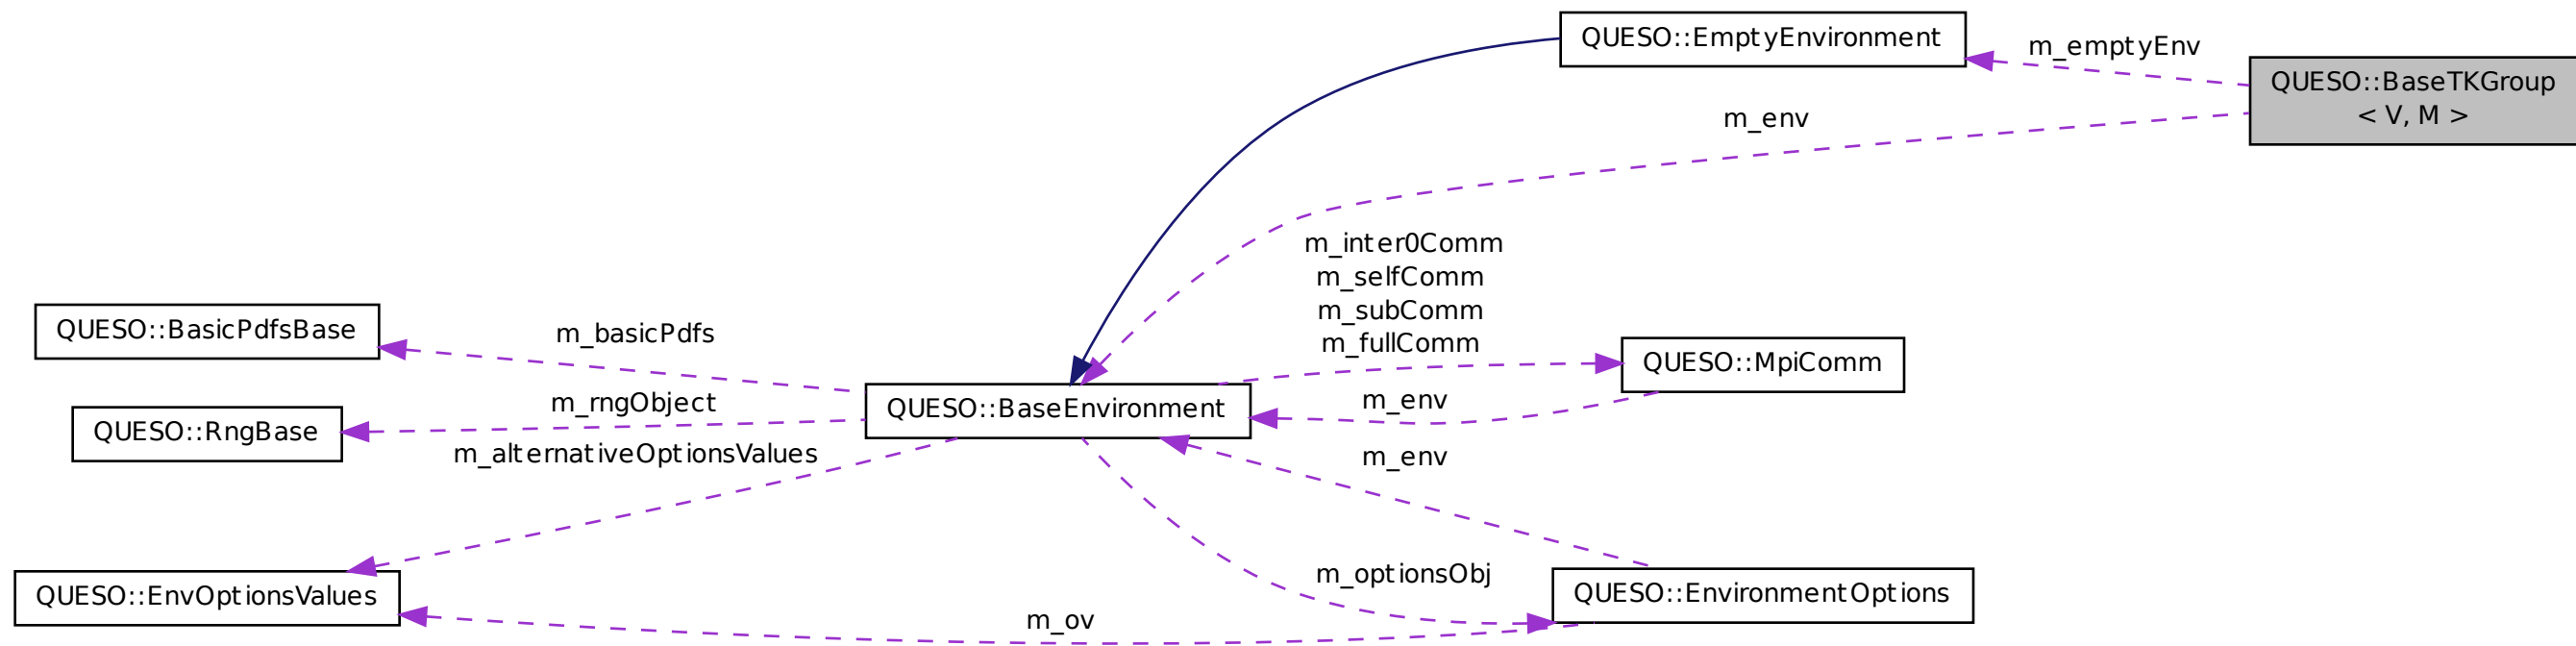 QUESO::EmptyEnvironment
m_emptyEnv
QUESO::BaseTKGroup
< V, M >
m_env
m_inter0Comm
m_selfComm
m_subComm
m_fullComm
QUESO::BasicPdfsBase
m_basicPdfs
QUESO::MpiComm
QUESO::RngBase
m_rngObject
QUESO::BaseEnvironment
m_env
m_alternativeOptionsValues
m_env
QUESO::EnvOptionsValues
m_optionsObj
QUESO::EnvironmentOptions
m_ov